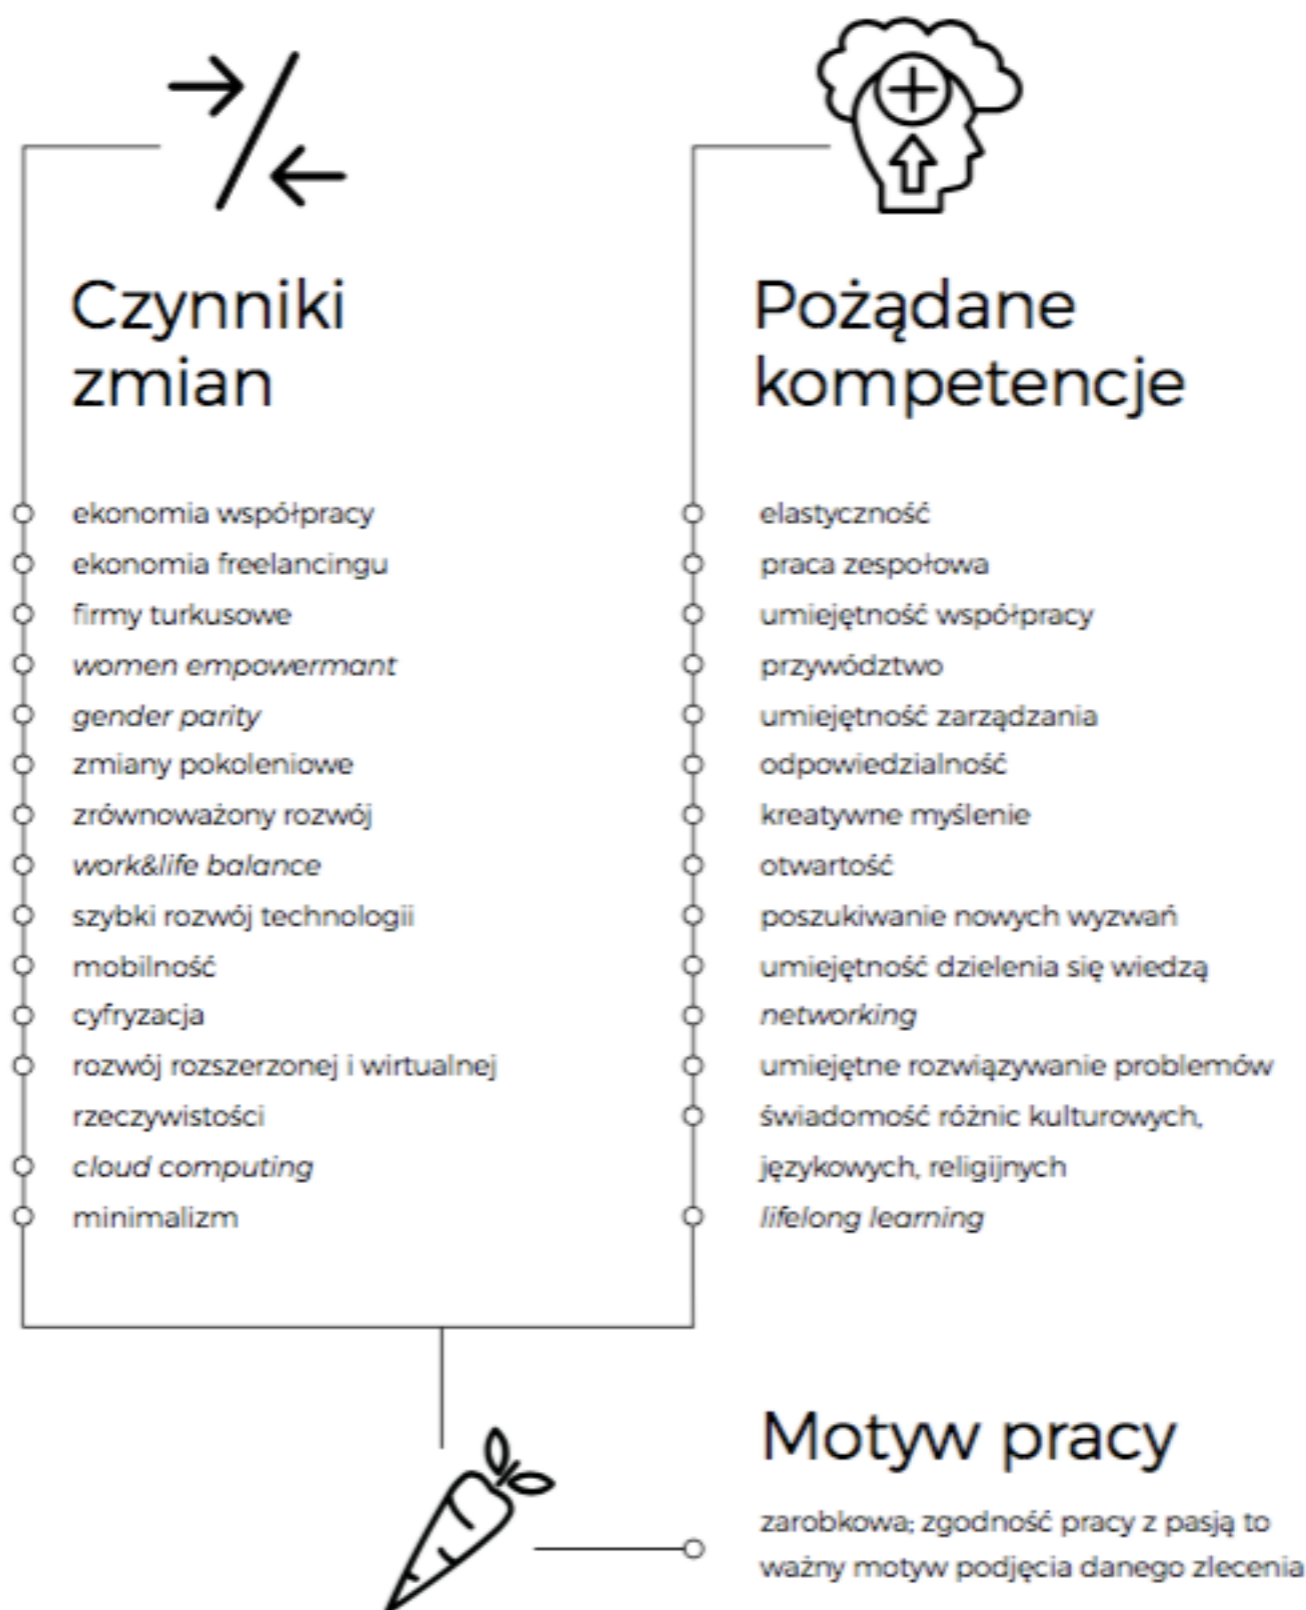 Czynniki
zmian
ekonomia współpracy
ekonomia freelancingu
firmy turkusowe
women empowermant
gender parity
zmiany pokoleniowe
zrównoważony rozwój
work&life balance
szybki rozwój technologii
mobilność
cyfryzacja
rozwój rozszerzonej i wirtualnej
rzeczywistości
cloud computing
minimalizm
Pożądane
kompetencje
elastyczność
praca zespołowa
umiejętność współpracy
przywództwo
umiejętność zarządzania
odpowiedzialność
kreatywne myślenie
otwartość
poszukiwanie nowych wyzwań
umiejętność dzielenia się wiedzą
networking
umiejętne rozwiązywanie problemów
świadomość różnic kulturowych,
językowych, religijnych
lifelong learning
Motyw pracy
zarobkowa; zgodność pracy z pasją to
ważny motyw podjęcia danego zlecenia